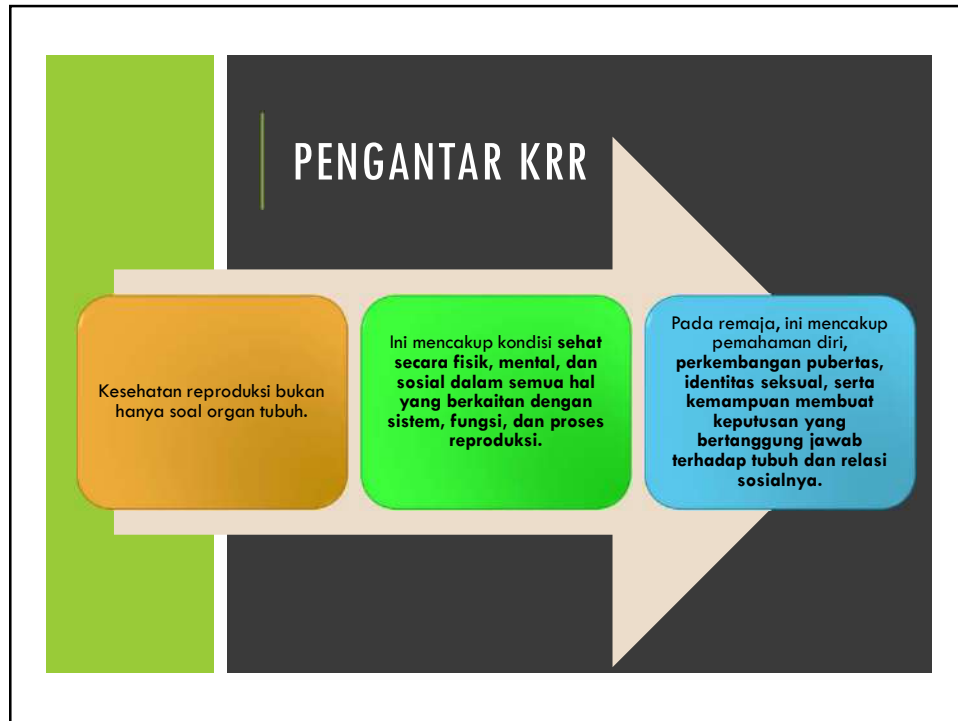 PENGANTAR KRR
Kesehatan reproduksi bukan
hanya soal organ tubuh.
Ini mencakup kondisi sehat
secara fisik, mental, dan
sosial dalam semua hal
yang berkaitan dengan
sistem, fungsi, dan proses
reproduksi.
Pada remaja, ini mencakup
pemahaman diri,
perkembangan pubertas,
identitas seksual, serta
kemampuan membuat
keputusan yang
bertanggung jawab
terhadap tubuh dan relasi
sosialnya.